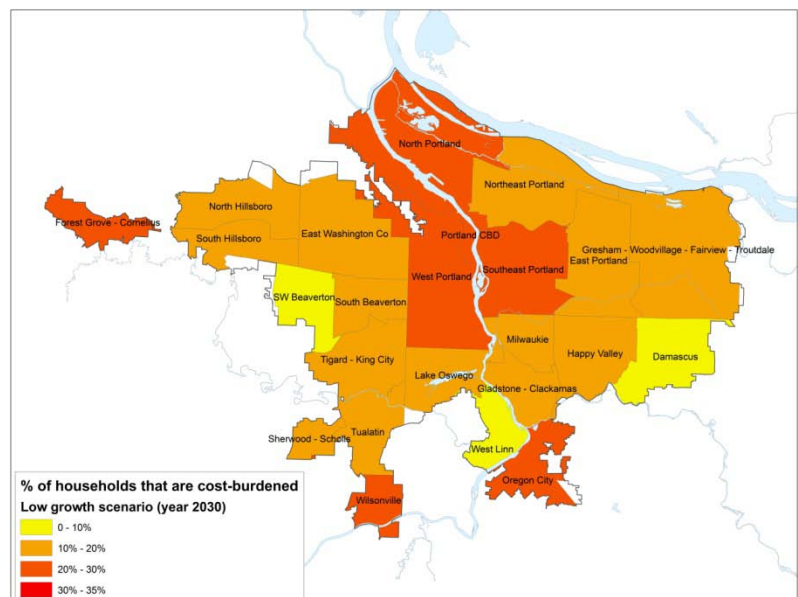 North Portland
Northeast Portland
North Hillsboro
Forest Grove - Cornelius
East Washington Co
Portland CBD
South Hillsboro
Gresham - Woodvillage - Fairview - Troutdale
East Portland
West Portland
Southeast Portland
SW Beaverton
South Beaverton
Milwaukie
Happy Valley
Damascus
Tigard - King City
Lake Oswego
Gladstone - Clackamas
Sherwood - Scholls
Tualatin
West Linn
Oregon City
Wilsonville
% of households that are cost-burdened
Low growth scenario (year 2030)
0 - 10%
10% - 20%
20% - 30%
30% - 35%